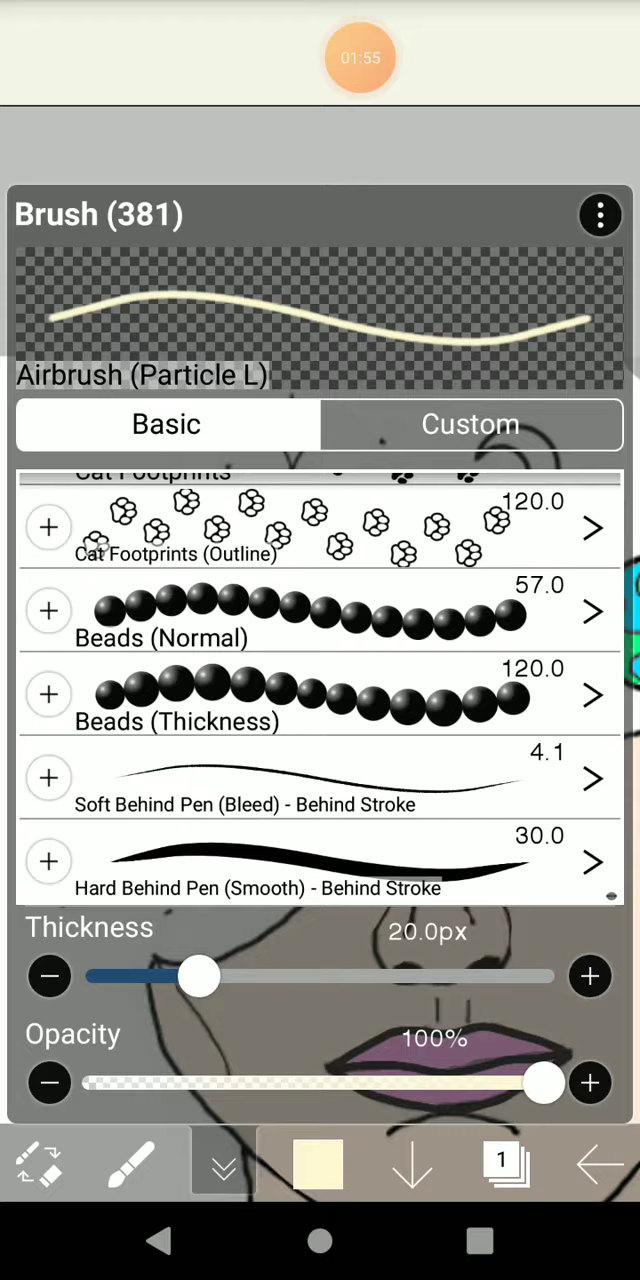 01:55
Brush (381)
Airbrush (Particle L)
Basic
Custom
Cat Footprints
120.0
Cat Footprints (Outline)
57.0
Beads (Normal)
120.0
Beads (Thickness)
4.1
Soft Behind Pen (Bleed) - Behind Stroke
30.0
Hard Behind Pen (Smooth) - Behind Stroke
Thickness
20.0px
Opacity
100%
1